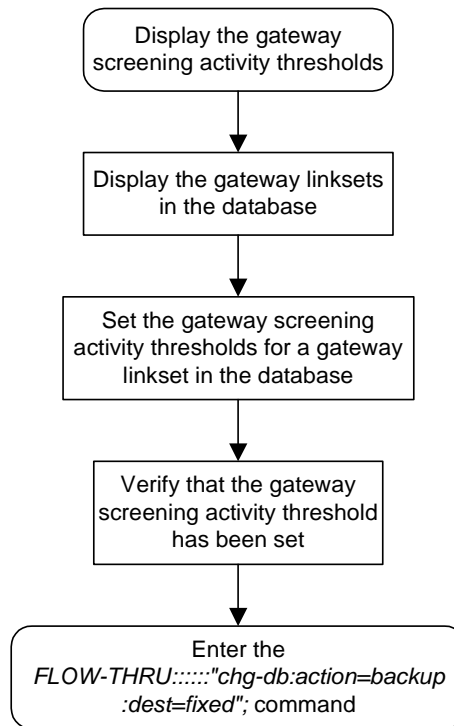 Display the gateway
screening activity thresholds
Display the gateway linksets
in the database
Set the gateway screening
activity thresholds for a gateway
linkset in the database
Verify that the gateway
screening activity threshold
has been set
Enter the
FLOW-THRU::::::"chg-db:action=backup
:dest=fixed"; command